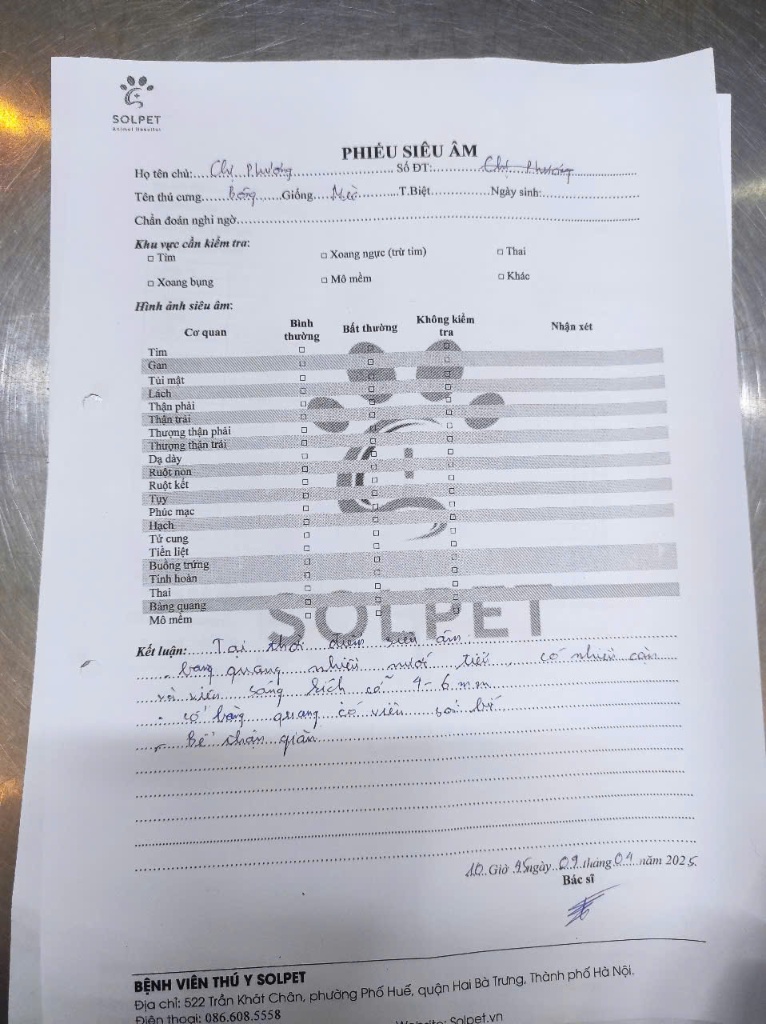 SOLPET
Animal Hospital
PHIẾU SIÊU ÂM
Họ tên chủ: Chị Phương Số ĐT: Chị Phương
Tên thú cưng Bông Giống Mèo T.Biệt Ngày sinh:
Chẩn đoán nghi ngờ
Khu vực cần kiểm tra:
□ Tim □ Xoang ngực (trừ tim) □ Thai
□ Xoang bụng □ Mô mềm □ Khác
Hình ảnh siêu âm:
Cơ quan Bình thường Bất thường Không kiểm tra Nhận xét
Tim □ □ □
Gan □ □ □
Túi mật □ □ □
Lách □ □ □
Thận phải □ □ □
Thận trái □ □ □
Thượng thận phải □ □ □
Thượng thận trái □ □ □
Dạ dày □ □ □
Ruột non □ □ □
Ruột kết □ □ □
Tụy □ □ □
Phúc mạc □ □ □
Hạch □ □ □
Tử cung □ □ □
Tiền liệt □ □ □
Buồng trứng □ □ □
Tinh hoàn □ □ □
Thai □ □ □
Bàng quang □ □ □
Mô mềm □ □ □
SOLPET
Kết luận: Tại thời điểm siêu âm
- bàng quang nhiều nước tiểu, có nhiều cặn
và viên kích cỡ 4-6 mm
- cổ bàng quang có viên sỏi
- Bể thận giãn
10 Giờ 45 ngày 09 tháng 04 năm 2025
Bác sĩ
BỆNH VIÊN THÚ Y SOLPET
Địa chỉ: 522 Trần Khát Chân, phường Phố Huế, quận Hai Bà Trưng, Thành phố Hà Nội.
Điện thoại: 086.608.5558 Website: Solpet.vn